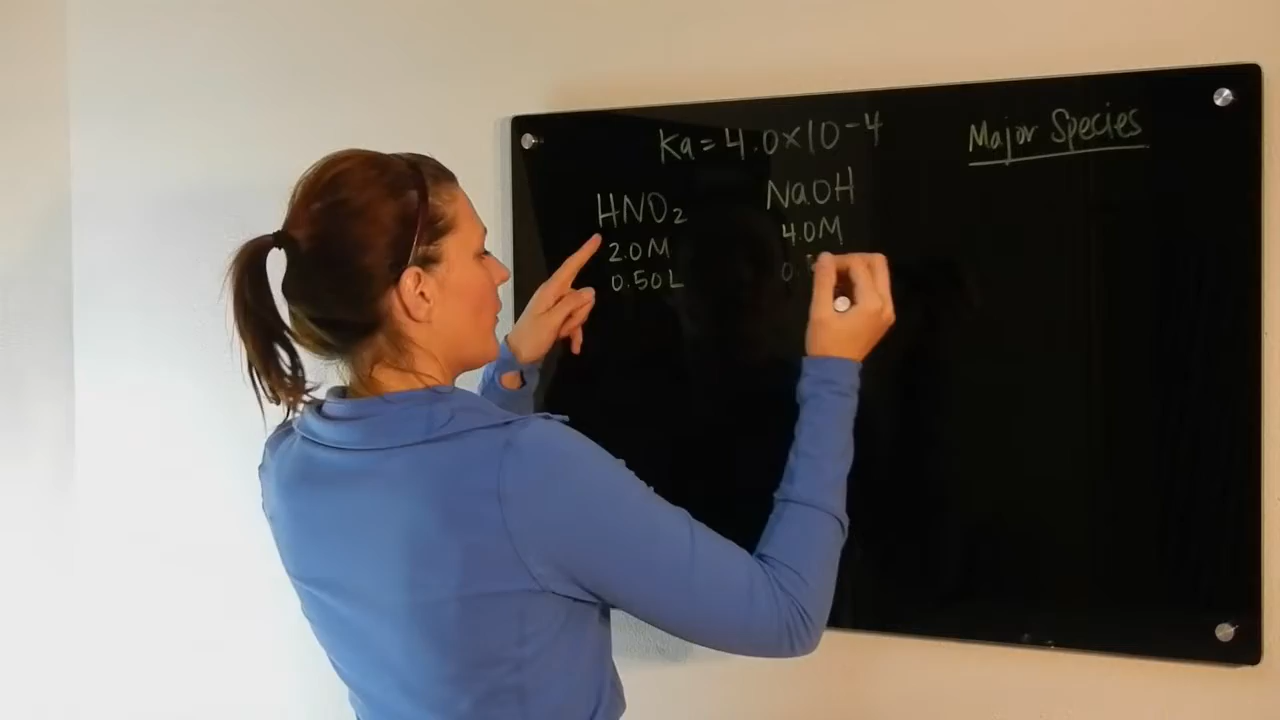 Ka = 4.0×10-4
Major Species
HNO2
NaOH
2.0M
4.0M
0.50L